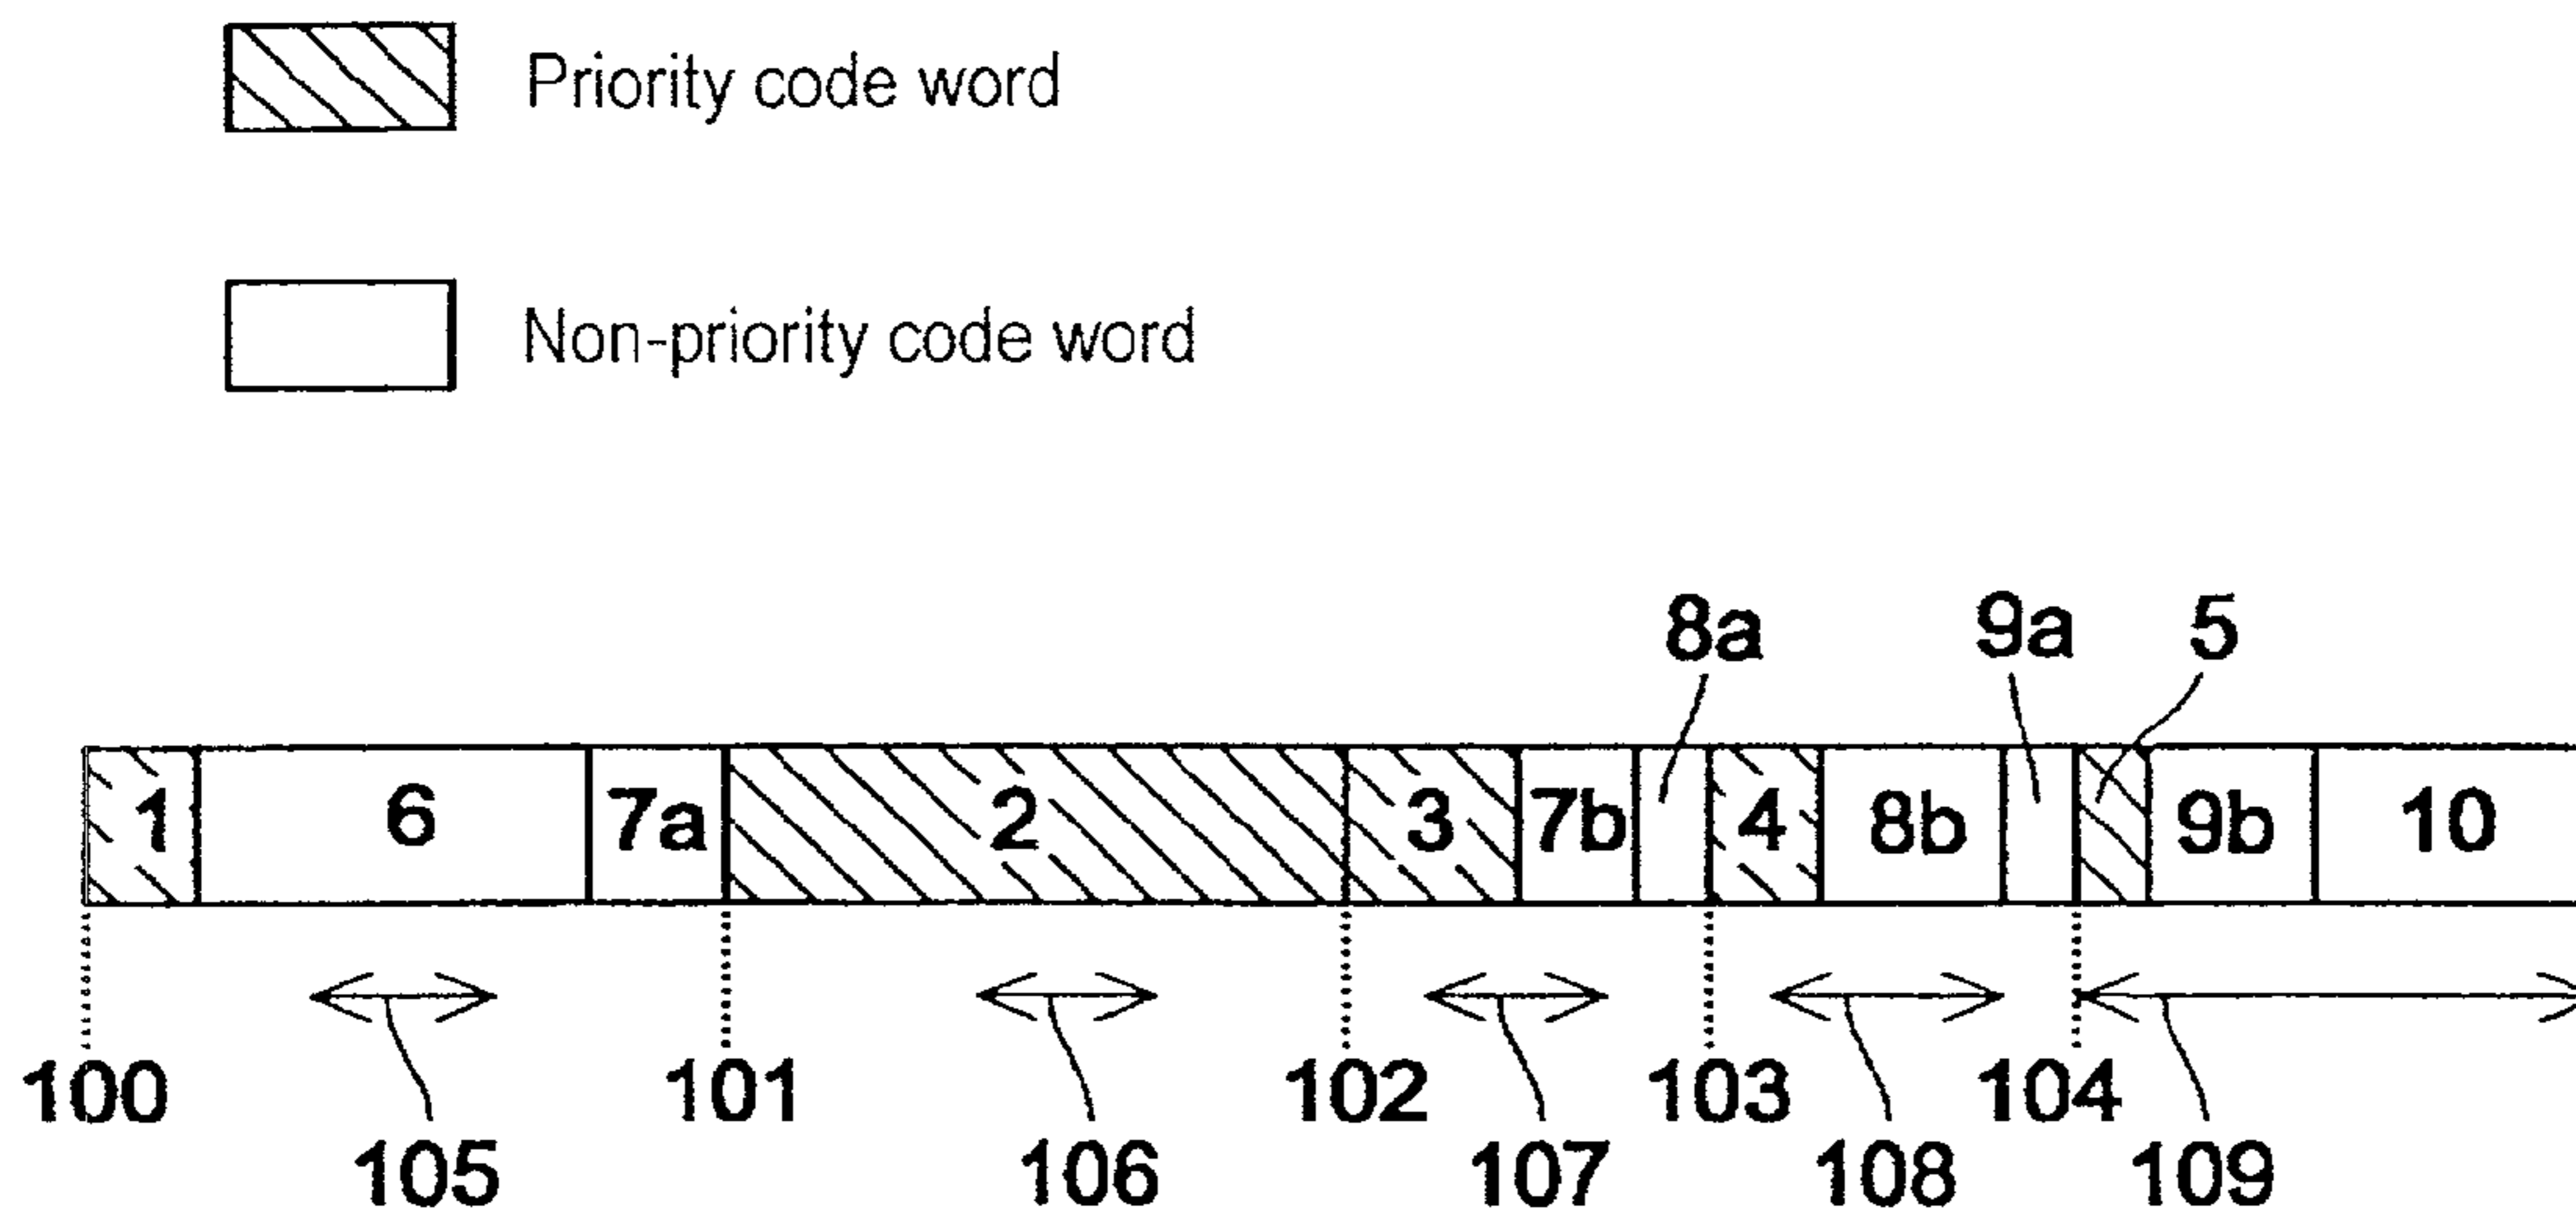 Priority code word
Non-priority code word
8a 9a 5
1 6 7a 2 3 7b 4 8b 9b 10
100 101 102 103 104
105 106 107 108 109